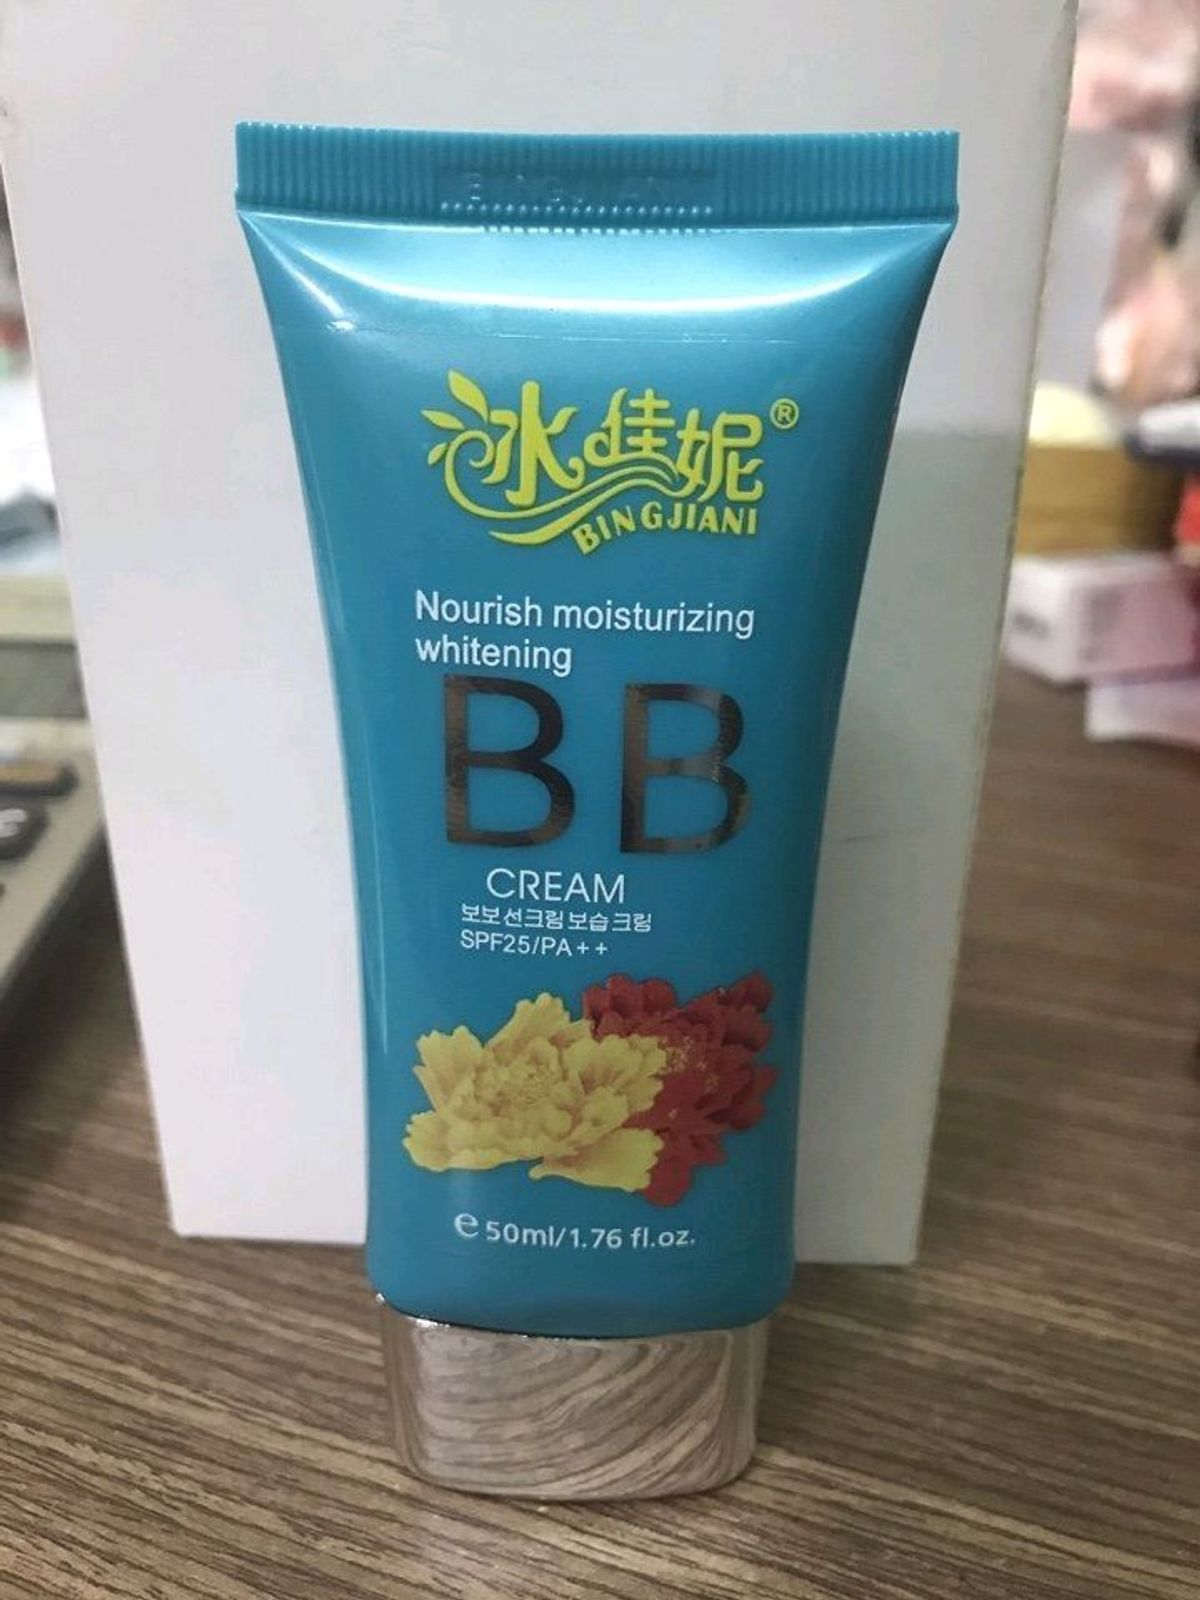 冰佳妮®
BINGJIANI
Nourish moisturizing
whitening
BB
CREAM
보보선크림보습크링
SPF25/PA++
e 50ml/1.76 fl.oz.